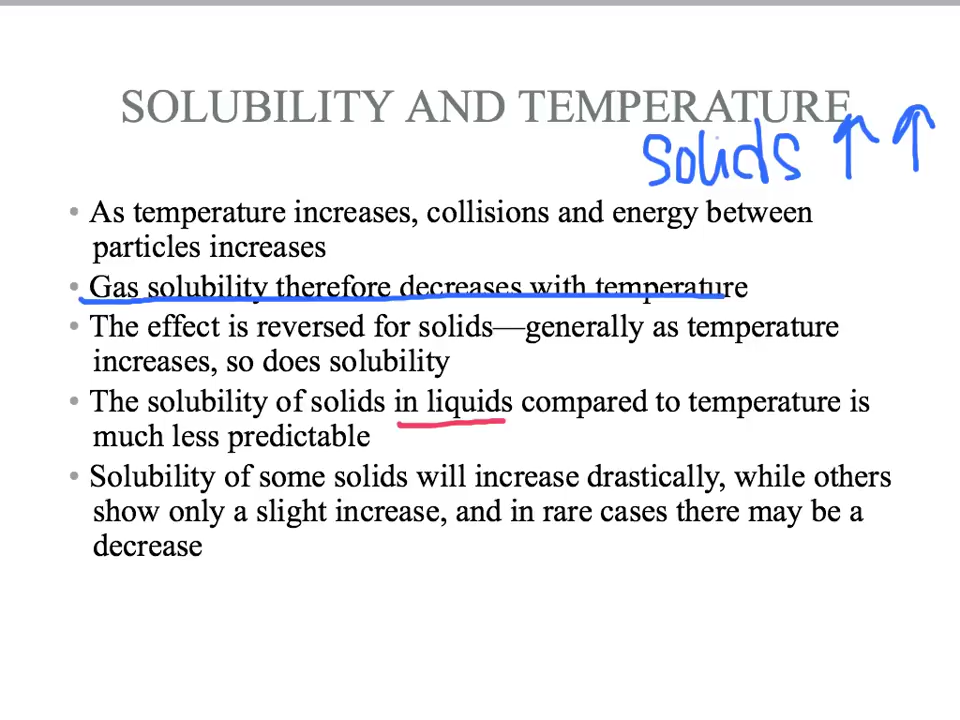 SOLUBILITY AND TEMPERATURE
solids ↑ ↑
• As temperature increases, collisions and energy between
particles increases
• Gas solubility therefore decreases with temperature
• The effect is reversed for solids—generally as temperature
increases, so does solubility
• The solubility of solids in liquids compared to temperature is
much less predictable
• Solubility of some solids will increase drastically, while others
show only a slight increase, and in rare cases there may be a
decrease